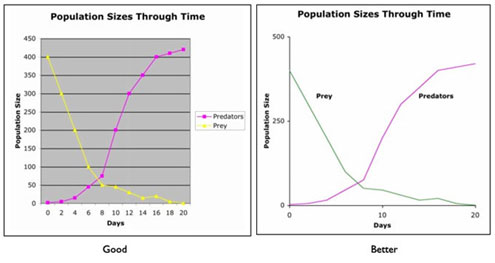 Population Sizes Through Time
450
400
350
300
250
200
150
100
50
0
Population Size
0 2 4 6 8 10 12 14 16 18 20
Days
Predators
Prey
Good
Population Sizes Through Time
500
250
0
Population Size
Prey
Predators
0 10 20
Days
Better